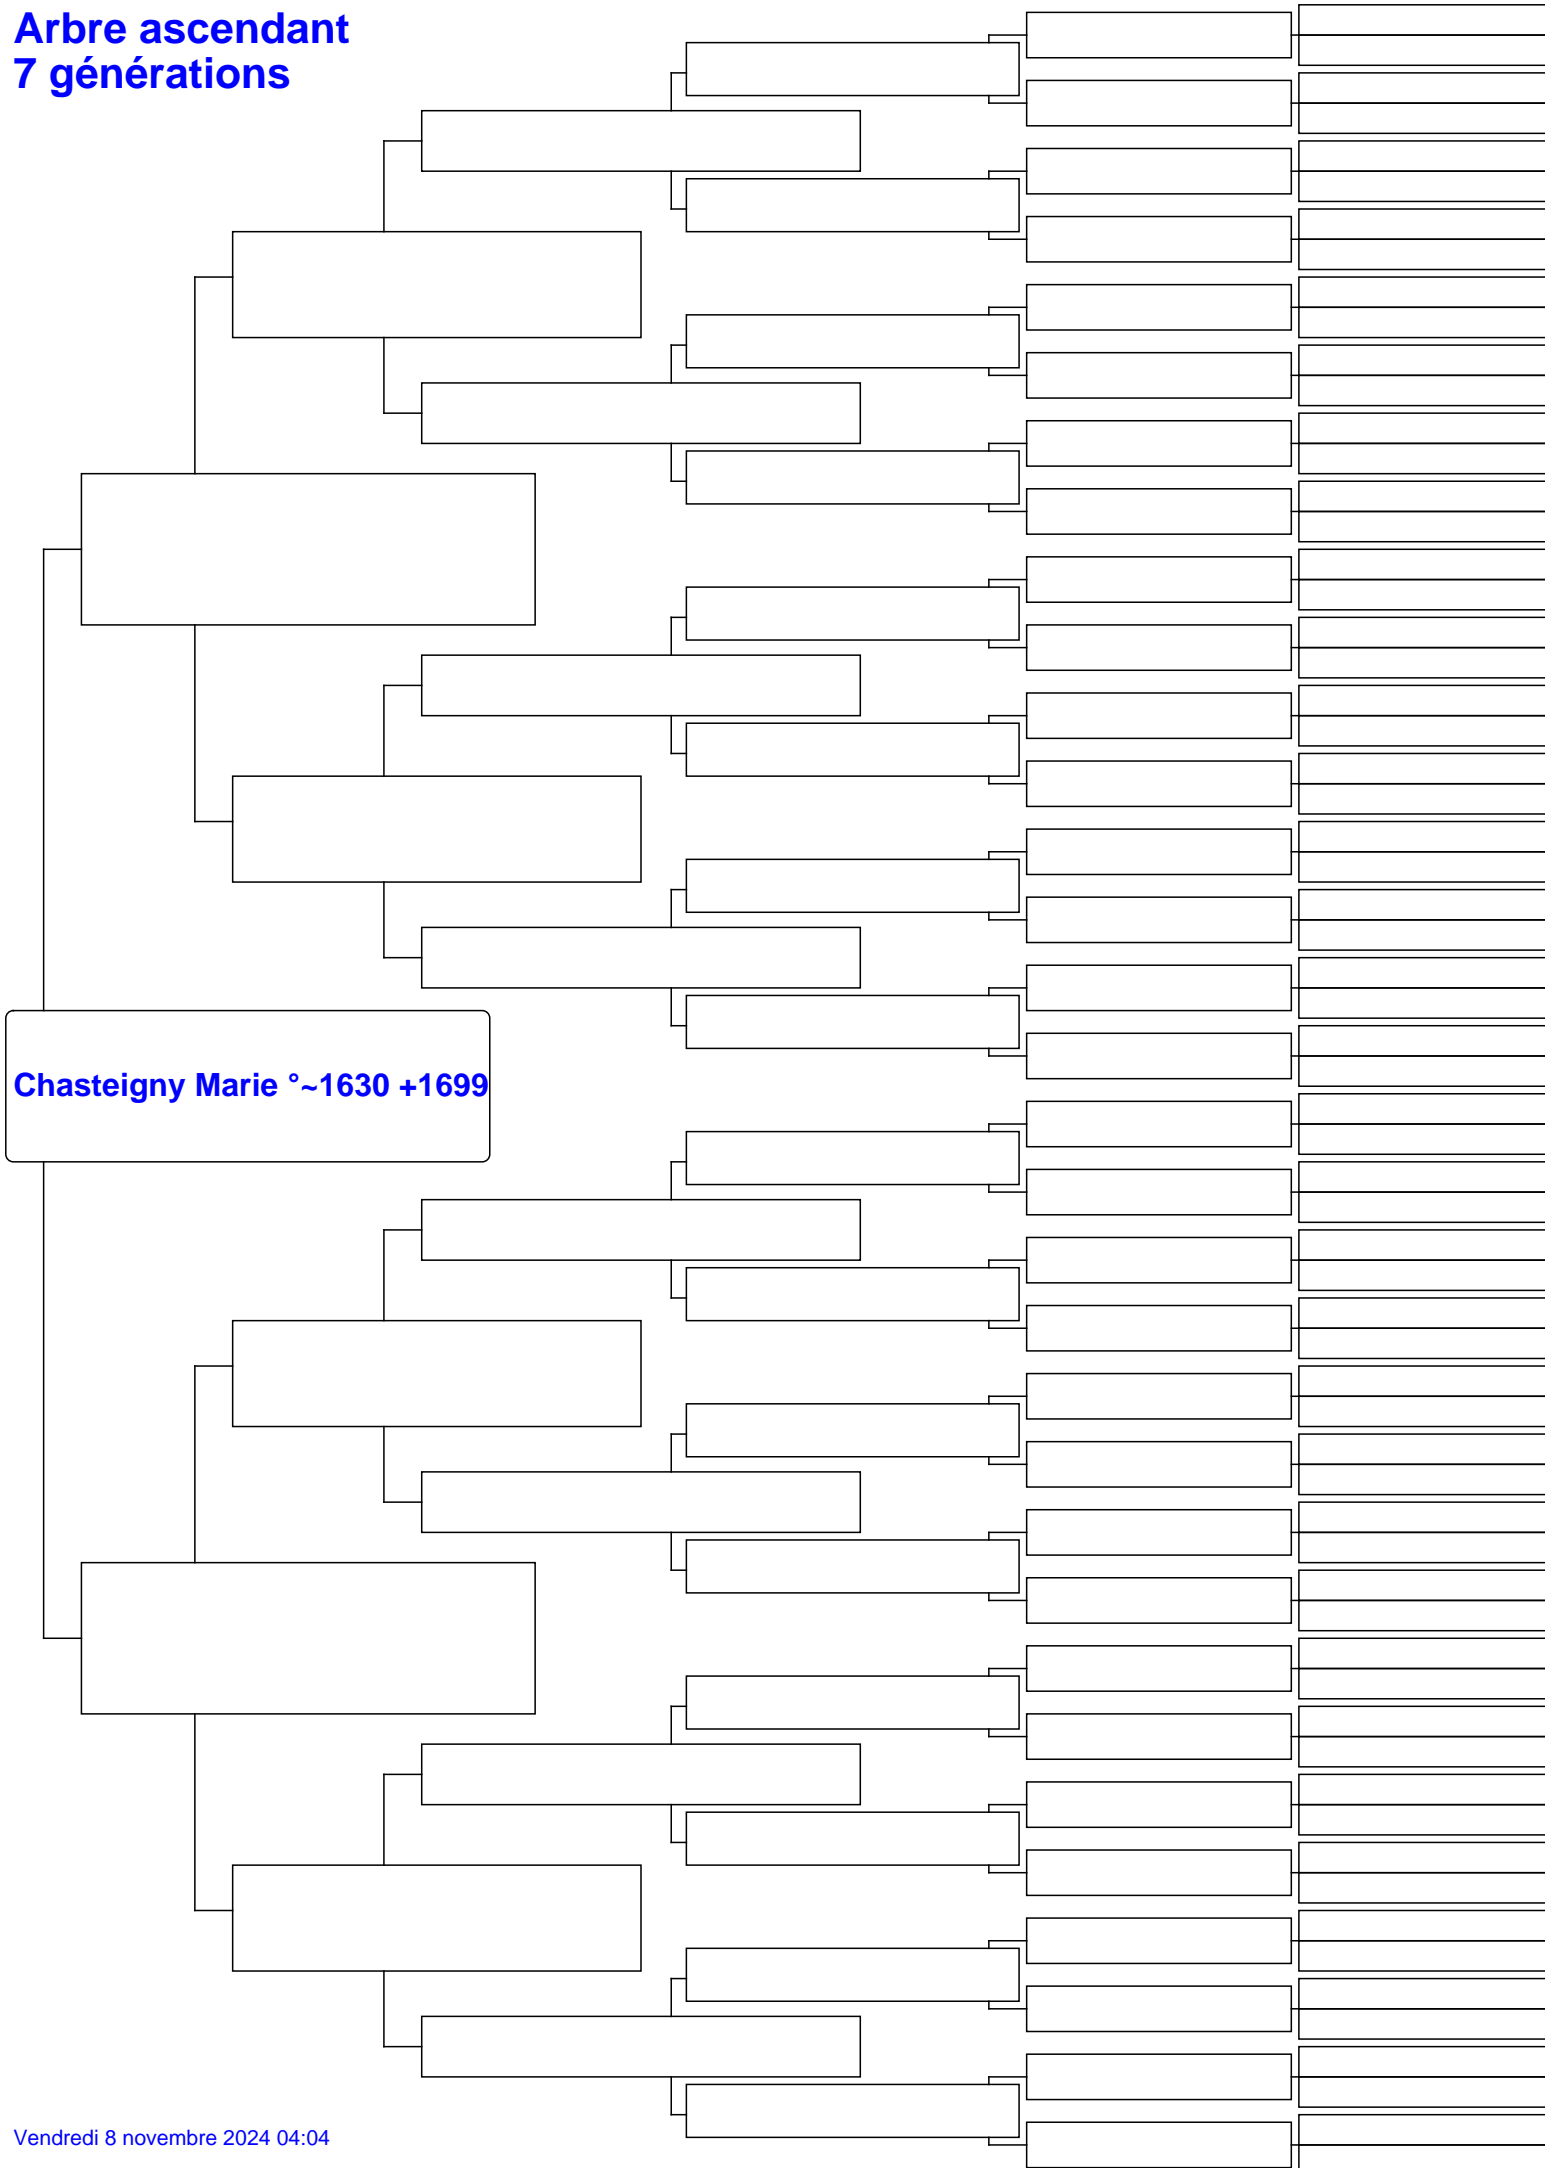 Arbre ascendant
7 générations
Chasteigny Marie °~1630 +1699
Vendredi 8 novembre 2024 04:04